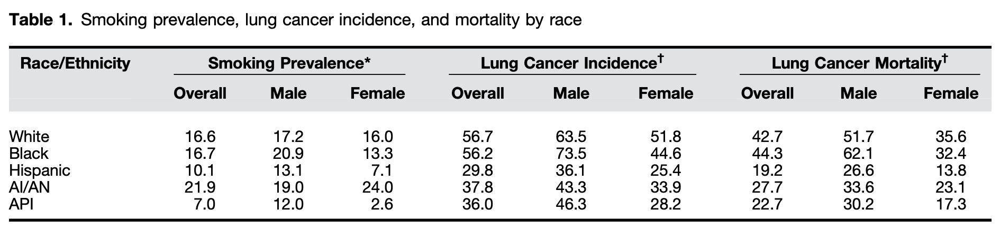 Table 1. Smoking prevalence, lung cancer incidence, and mortality by race
Race/Ethnicity Smoking Prevalence* Lung Cancer Incidence† Lung Cancer Mortality†
Overall Male Female Overall Male Female Overall Male Female
White 16.6 17.2 16.0 56.7 63.5 51.8 42.7 51.7 35.6
Black 16.7 20.9 13.3 56.2 73.5 44.6 44.3 62.1 32.4
Hispanic 10.1 13.1 7.1 29.8 36.1 25.4 19.2 26.6 13.8
AI/AN 21.9 19.0 24.0 37.8 43.3 33.9 27.7 33.6 23.1
API 7.0 12.0 2.6 36.0 46.3 28.2 22.7 30.2 17.3